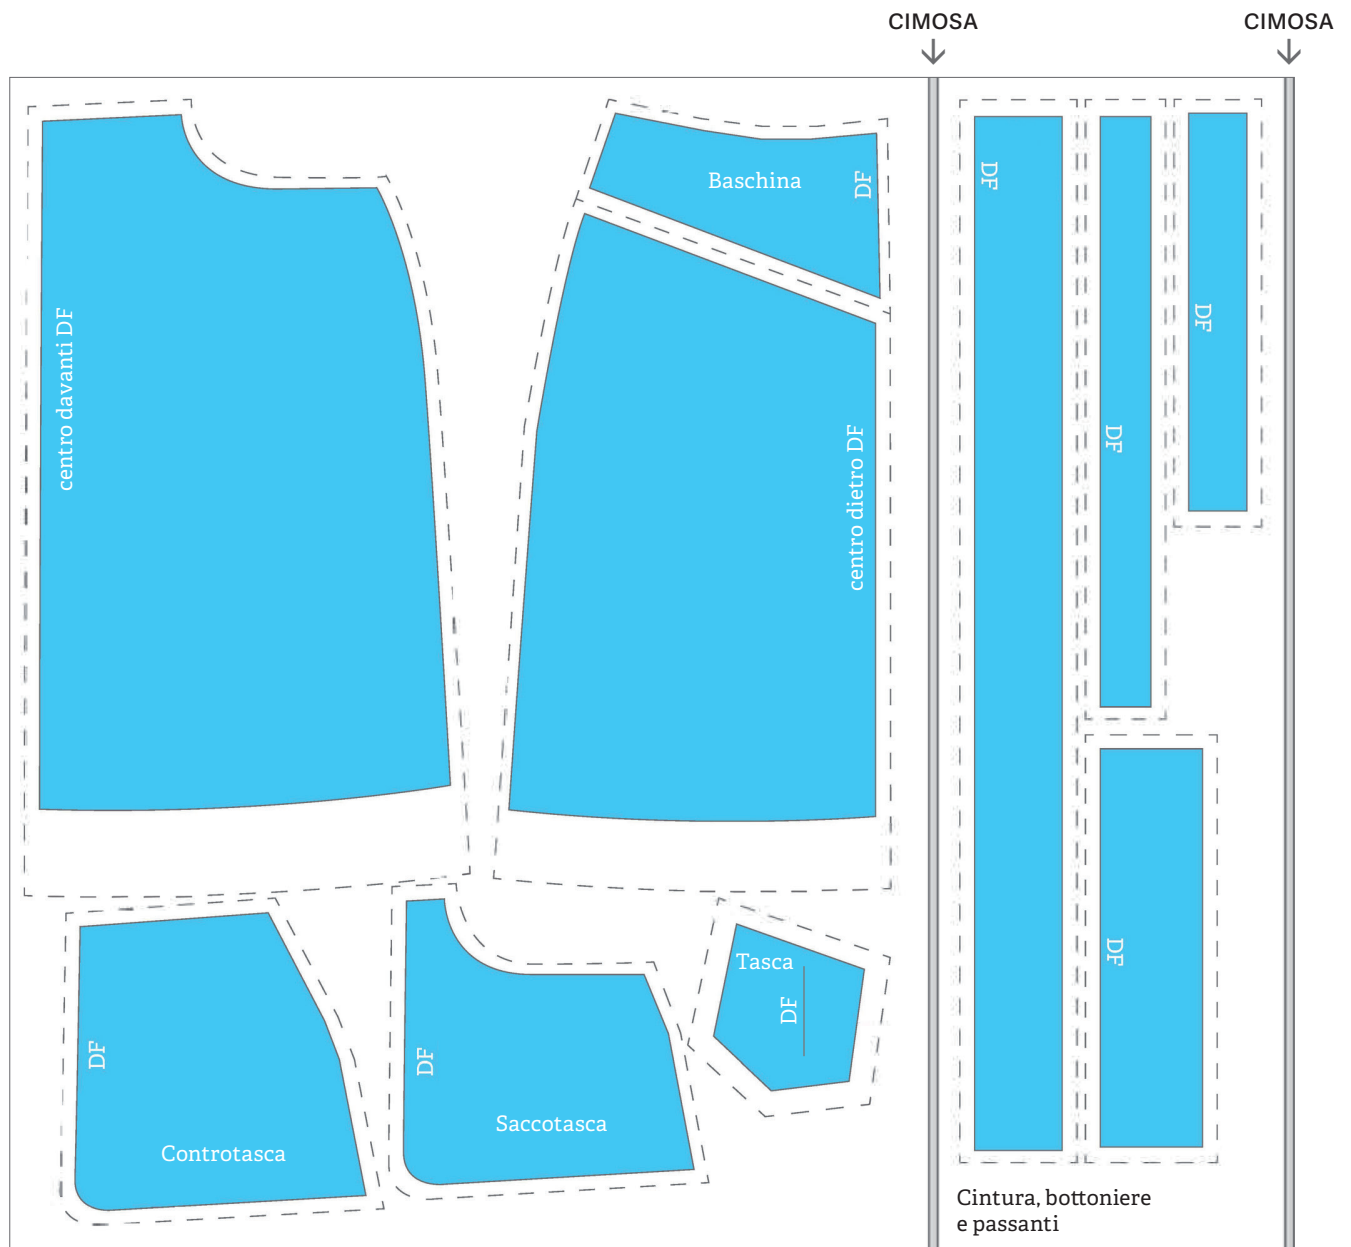 CIMOSA
CIMOSA
Baschina
DF
centro davanti DF
centro dietro DF
DF
DF
DF
DF
Tasca
DF
DF
Controtasca
DF
Saccotasca
Cintura, bottoniere
e passanti